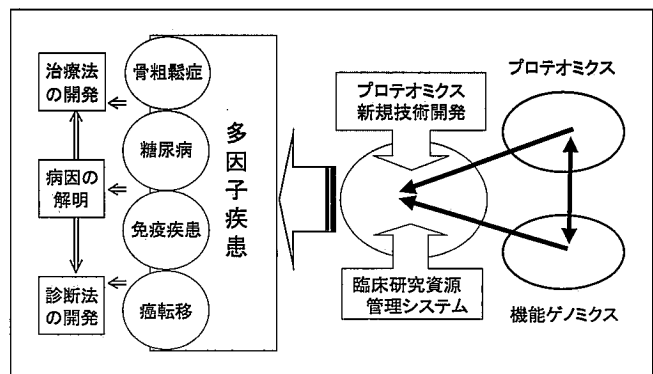 治療法
の開発
病因の
解明
診断法
の開発
骨粗鬆症
糖尿病
免疫疾患
癌転移
多因子疾患
プロテオミクス
新規技術開発
臨床研究資源
管理システム
プロテオミクス
機能ゲノミクス